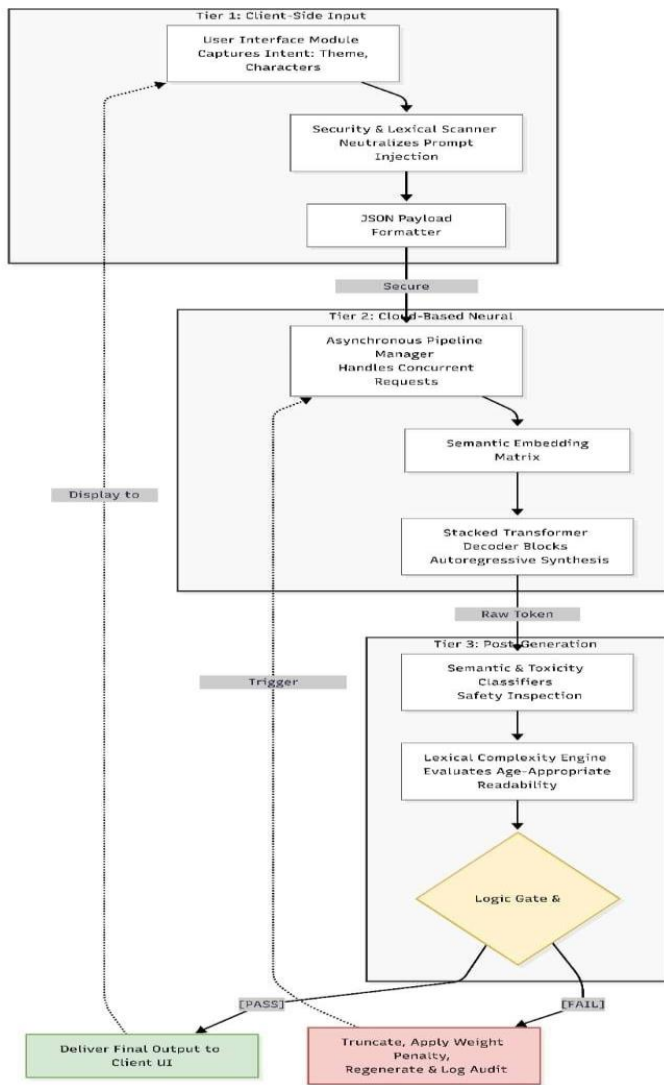 Tier 1: Client-Side Input
User Interface Module
Captures Intent: Theme,
Characters
Security & Lexical Scanner
Neutralizes Prompt
Injection
JSON Payload
Formatter
Secure
Tier 2: Cloud-Based Neural
Asynchronous Pipeline
Manager
Handles Concurrent
Requests
Semantic Embedding
Matrix
Display to
Stacked Transformer
Decoder Blocks
Autoregressive Synthesis
Raw Token
Tier 3: Post-Generation
Semantic & Toxicity
Classifiers
Safety Inspection
Trigger
Lexical Complexity Engine
Evaluates Age-Appropriate
Readability
Logic Gate &
[PASS]
[FAIL]
Deliver Final Output to
Client UI
Truncate, Apply Weight
Penalty,
Regenerate & Log Audit